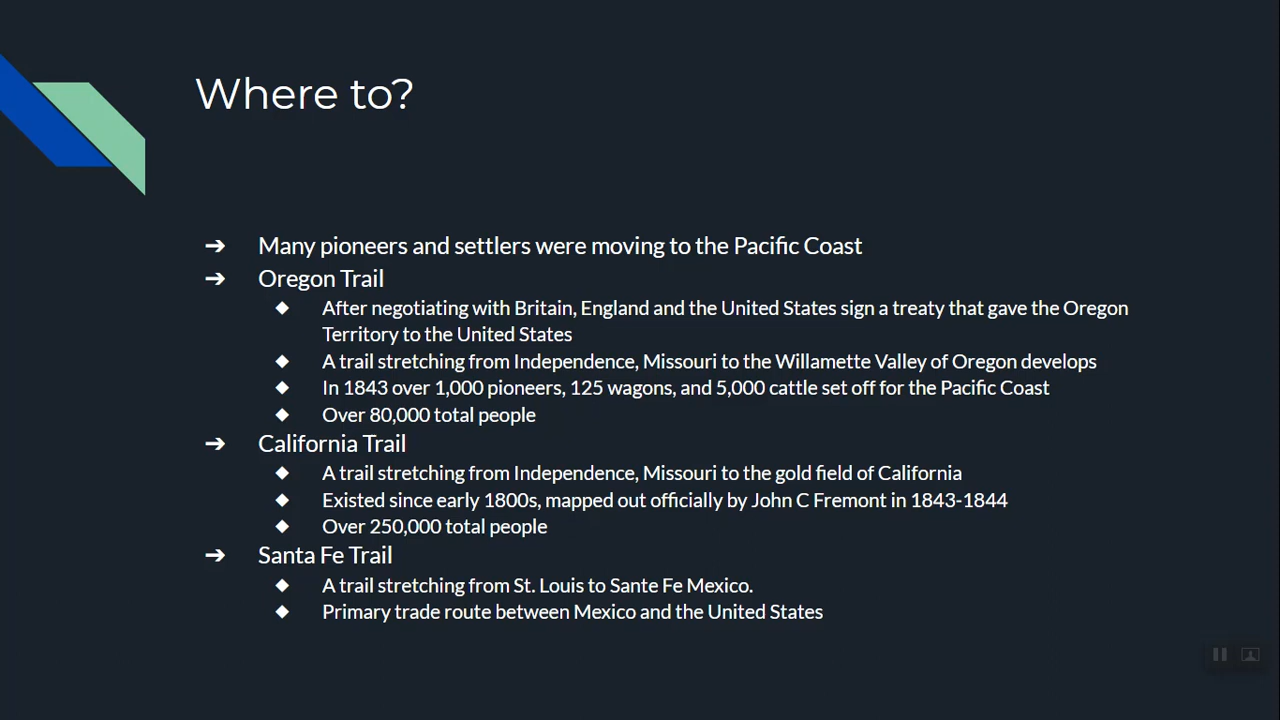 Where to?
➔ Many pioneers and settlers were moving to the Pacific Coast
➔ Oregon Trail
◆ After negotiating with Britain, England and the United States sign a treaty that gave the Oregon
Territory to the United States
◆ A trail stretching from Independence, Missouri to the Willamette Valley of Oregon develops
◆ In 1843 over 1,000 pioneers, 125 wagons, and 5,000 cattle set off for the Pacific Coast
◆ Over 80,000 total people
➔ California Trail
◆ A trail stretching from Independence, Missouri to the gold field of California
◆ Existed since early 1800s, mapped out officially by John C Fremont in 1843-1844
◆ Over 250,000 total people
➔ Santa Fe Trail
◆ A trail stretching from St. Louis to Sante Fe Mexico.
◆ Primary trade route between Mexico and the United States